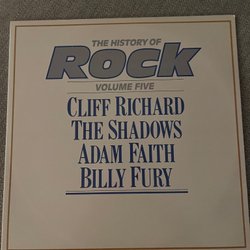 THE HISTORY OF
Rock
VOLUME FIVE
CLIFF RICHARD
THE SHADOWS
ADAM FAITH
BILLY FURY